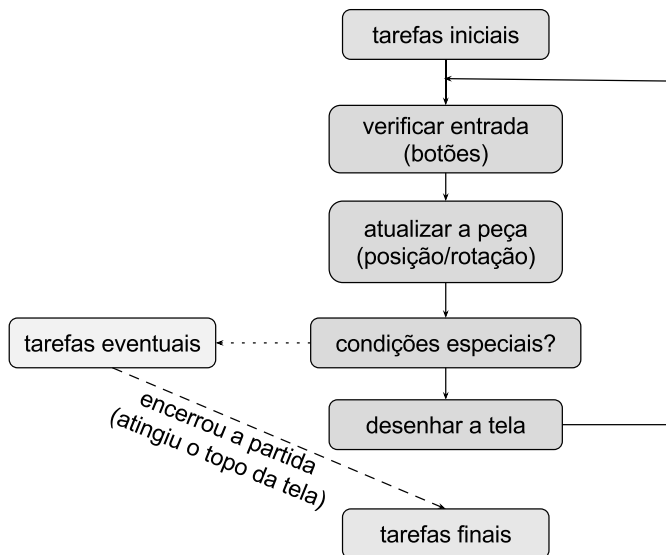 tarefas iniciais
verificar entrada
(botões)
atualizar a peça
(posição/rotação)
tarefas eventuais
condições especiais?
encerrou a partida
(atingiu o topo da tela)
desenhar a tela
tarefas finais